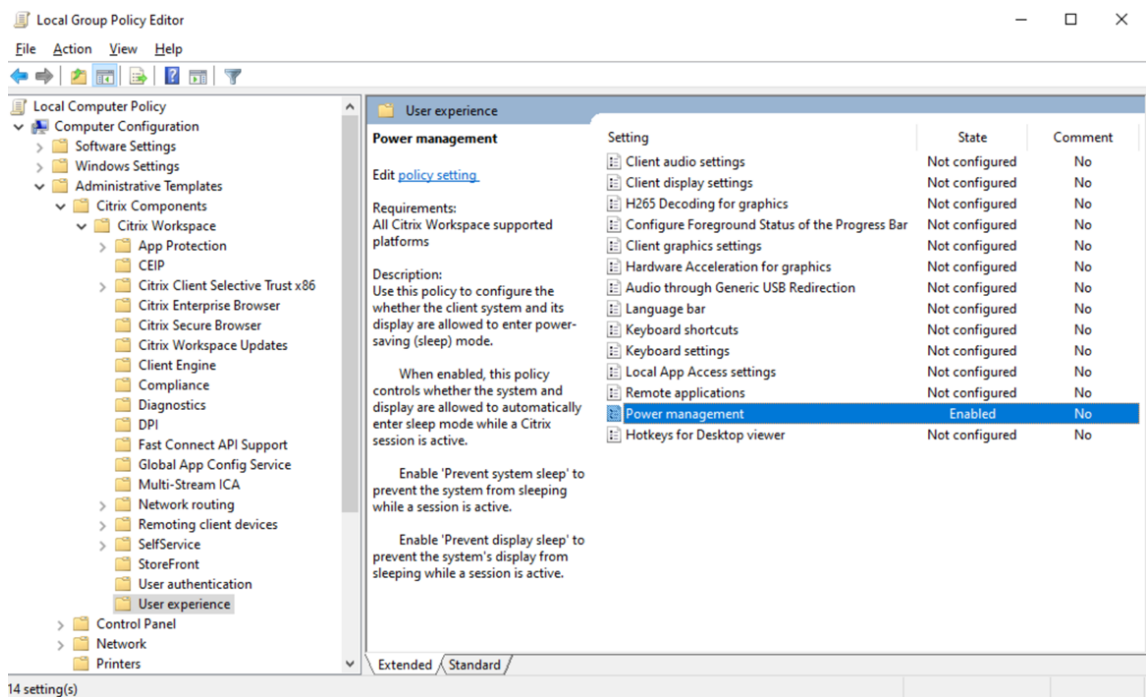 Local Group Policy Editor
File Action View Help
Local Computer Policy
Computer Configuration
Software Settings
Windows Settings
Administrative Templates
Citrix Components
Citrix Workspace
App Protection
CEIP
Citrix Client Selective Trust x86
Citrix Enterprise Browser
Citrix Secure Browser
Citrix Workspace Updates
Client Engine
Compliance
Diagnostics
DPI
Fast Connect API Support
Global App Config Service
Multi-Stream ICA
Network routing
Remoting client devices
SelfService
StoreFront
User authentication
User experience
Control Panel
Network
Printers
User experience
Power management
Edit policy setting
Requirements:
All Citrix Workspace supported
platforms
Description:
Use this policy to configure the
whether the client system and its
display are allowed to enter power-
saving (sleep) mode.
When enabled, this policy
controls whether the system and
display are allowed to automatically
enter sleep mode while a Citrix
session is active.
Enable 'Prevent system sleep' to
prevent the system from sleeping
while a session is active.
Enable 'Prevent display sleep' to
prevent the system's display from
sleeping while a session is active.
Setting State Comment
Client audio settings Not configured No
Client display settings Not configured No
H265 Decoding for graphics Not configured No
Configure Foreground Status of the Progress Bar Not configured No
Client graphics settings Not configured No
Hardware Acceleration for graphics Not configured No
Audio through Generic USB Redirection Not configured No
Language bar Not configured No
Keyboard shortcuts Not configured No
Keyboard settings Not configured No
Local App Access settings Not configured No
Remote applications Not configured No
Power management Enabled No
Hotkeys for Desktop viewer Not configured No
Extended Standard
14 setting(s)